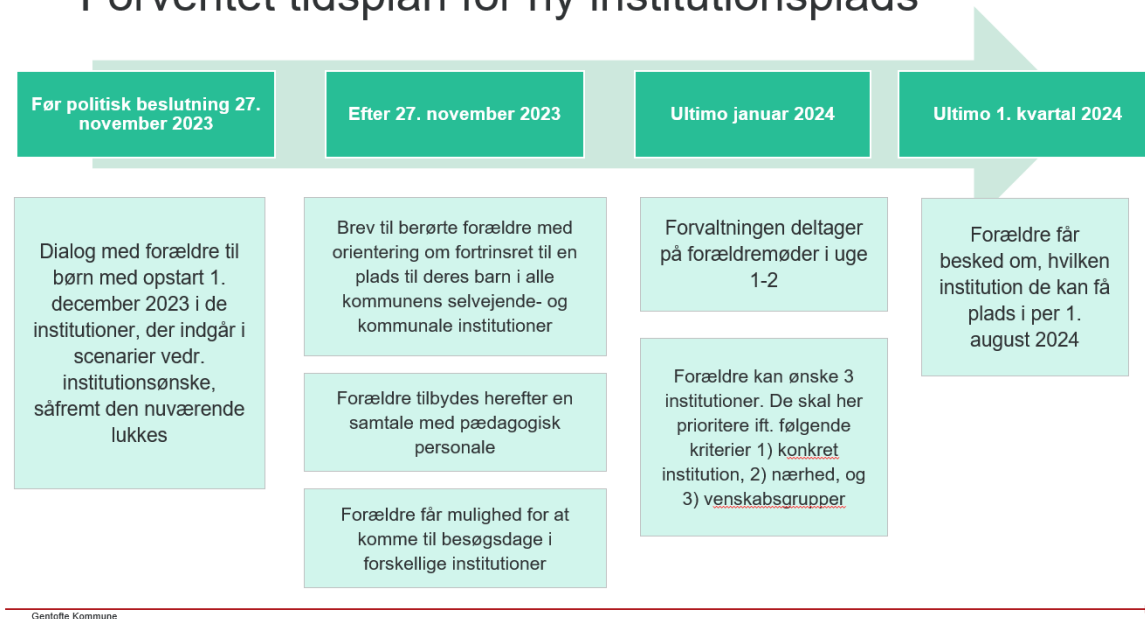 Forventet tidsplan for ny institutionsplads
Før politisk beslutning 27.
november 2023
Efter 27. november 2023
Ultimo januar 2024
Ultimo 1. kvartal 2024
Dialog med forældre til
børn med opstart 1.
december 2023 i de
institutioner, der indgår i
scenarier vedr.
institutionsønske,
såfremt den nuværende
lukkes
Brev til berørte forældre med
orientering om fortrinsret til en
plads til deres barn i alle
kommunens selvejende- og
kommunale institutioner
Forældre tilbydes herefter en
samtale med pædagogisk
personale
Forældre får mulighed for at
komme til besøgsdage i
forskellige institutioner
Forvaltningen deltager
på forældremøder i uge
1-2
Forældre kan ønske 3
institutioner. De skal her
prioritere ift. følgende
kriterier 1) konkret
institution, 2) nærhed, og
3) venskabsgrupper
Forældre får
besked om, hvilken
institution de kan få
plads i per 1.
august 2024
Gentofte Kommune